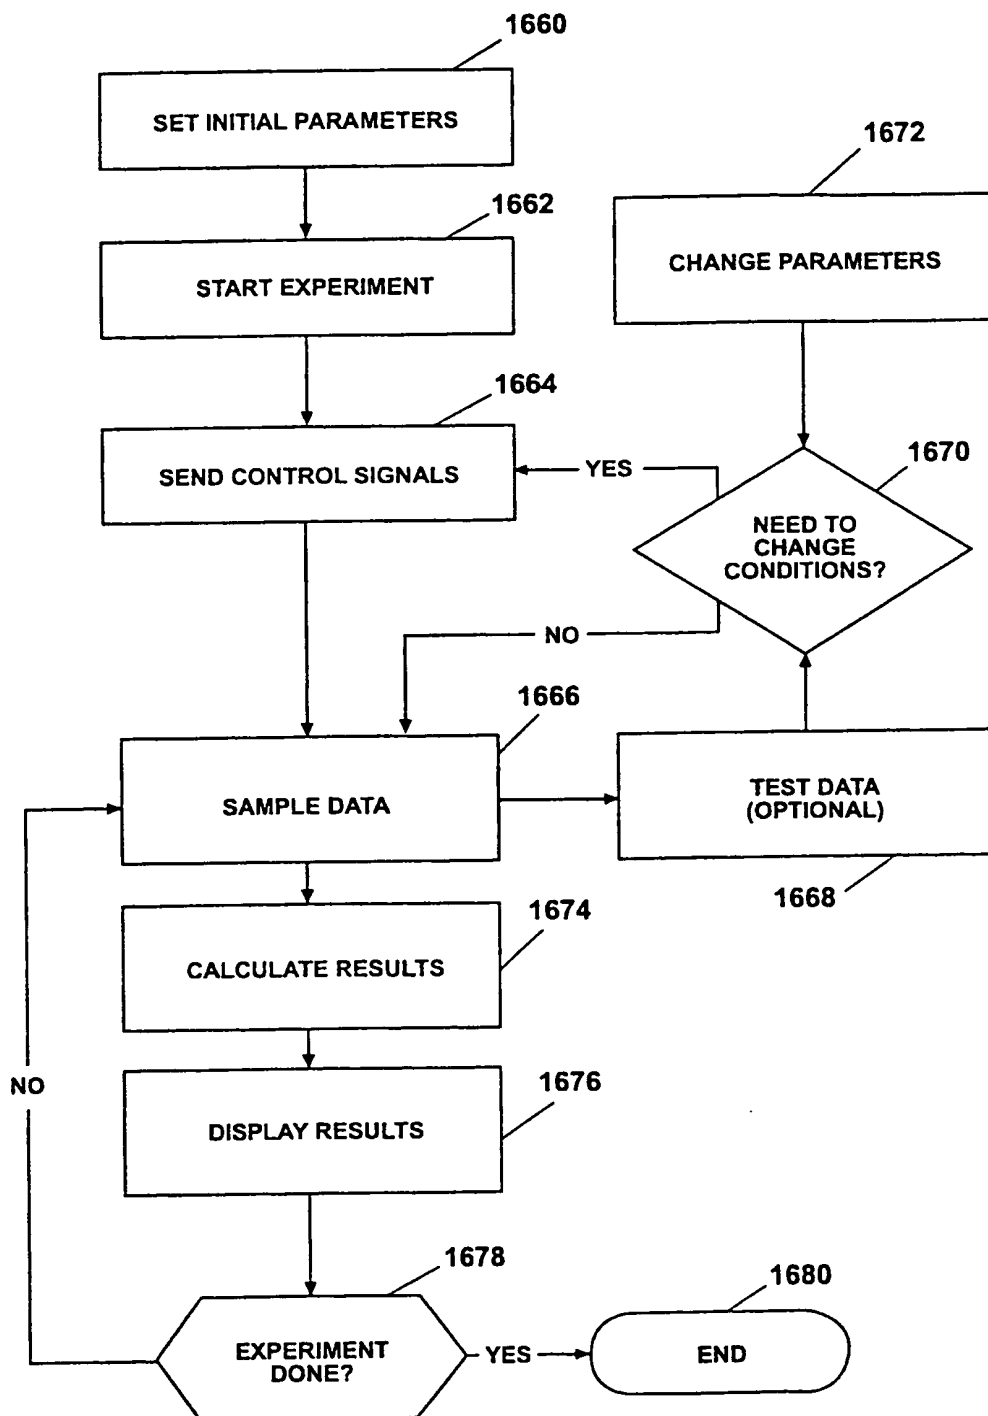 1660
SET INITIAL PARAMETERS
1672
1662
CHANGE PARAMETERS
START EXPERIMENT
1664
SEND CONTROL SIGNALS
YES
1670
NEED TO
CHANGE
CONDITIONS?
NO
1666
SAMPLE DATA
TEST DATA
(OPTIONAL)
1668
1674
CALCULATE RESULTS
NO
1676
DISPLAY RESULTS
1678
1680
EXPERIMENT
DONE?
YES
END